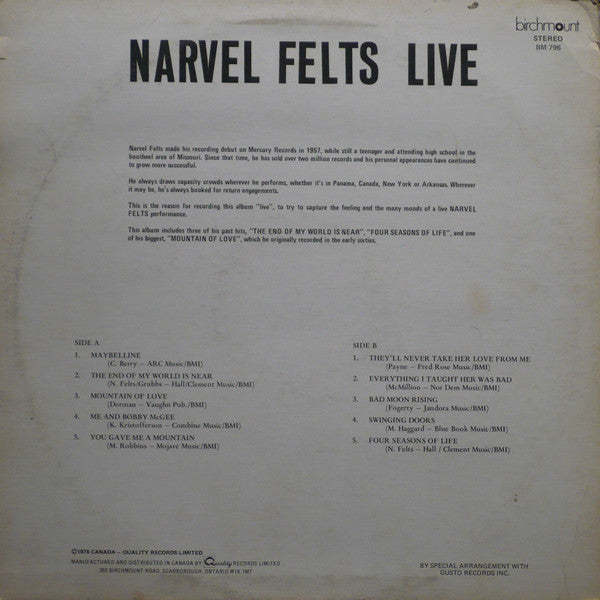 birchmount
STEREO
BM 796
NARVEL FELTS LIVE
Narvel Felts made his recording debut on Mercury Records in 1957, while still a teenager and attending high school in the
bootheel area of Missouri. Since that time, he has sold over two million records and his personal appearances have continued
to grow more successful.
He always draws capacity crowds wherever he performs, whether it's in Panama, Canada, New York or Arkansas. Wherever
it may be, he's always booked for return engagements.
This is the reason for recording this album "live", to try to capture the feeling and the many moods of a live NARVEL
FELTS performance.
This album includes three of his past hits, "THE END OF MY WORLD IS NEAR", "FOUR SEASONS OF LIFE", and one
of his biggest, "MOUNTAIN OF LOVE", which he originally recorded in the early sixties.
SIDE A
1. MAYBELLINE
(C. Berry – ARC Music/BMI)
2. THE END OF MY WORLD IS NEAR
(N. Felts/Grubbs – Hall/Clement Music/BMI)
3. MOUNTAIN OF LOVE
(Dorman – Vaughn Pub./BMI)
4. ME AND BOBBY McGEE
(K. Kristofferson – Combine Music/BMI)
5. YOU GAVE ME A MOUNTAIN
(M. Robbins – Mojave Music/BMI)
SIDE B
1. THEY'LL NEVER TAKE HER LOVE FROM ME
(Payne – Fred Rose Music/BMI)
2. EVERYTHING I TAUGHT HER WAS BAD
(McMillion – Nor Dem Music/BMI)
3. BAD MOON RISING
(Fogerty – Jandora Music/BMI)
4. SWINGING DOORS
(M. Haggard – Blue Book Music/BMI)
5. FOUR SEASONS OF LIFE
(N. Felts – Hall / Clement Music/BMI)
©1976 CANADA – QUALITY RECORDS LIMITED
MANUFACTURED AND DISTRIBUTED IN CANADA BY Quality RECORDS LIMITED
380 BIRCHMOUNT ROAD, SCARBOROUGH, ONTARIO M1K 1M7
BY SPECIAL ARRANGEMENT WITH
GUSTO RECORDS INC.